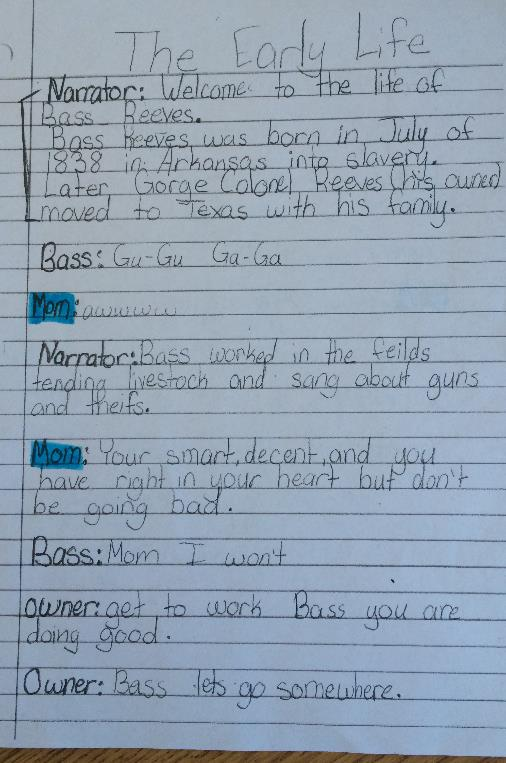 The Early Life
Narrator: Welcome to the life of
Bass Reeves.
Bass Reeves was born in July of
1838 in Arkansas into slavery.
Later Gorge Colonel Reeves (his owner)
moved to Texas with his family.
Bass: Gu-Gu Ga-Ga
Mom: awwwww
Narrator: Bass worked in the feilds
tending livestock and sang about guns
and theifs.
Mom: Your smart, decent, and you
have right in your heart but don't
be going bad.
Bass: Mom I won't
owner: get to work Bass you are
doing good.
Owner: Bass lets go somewhere.